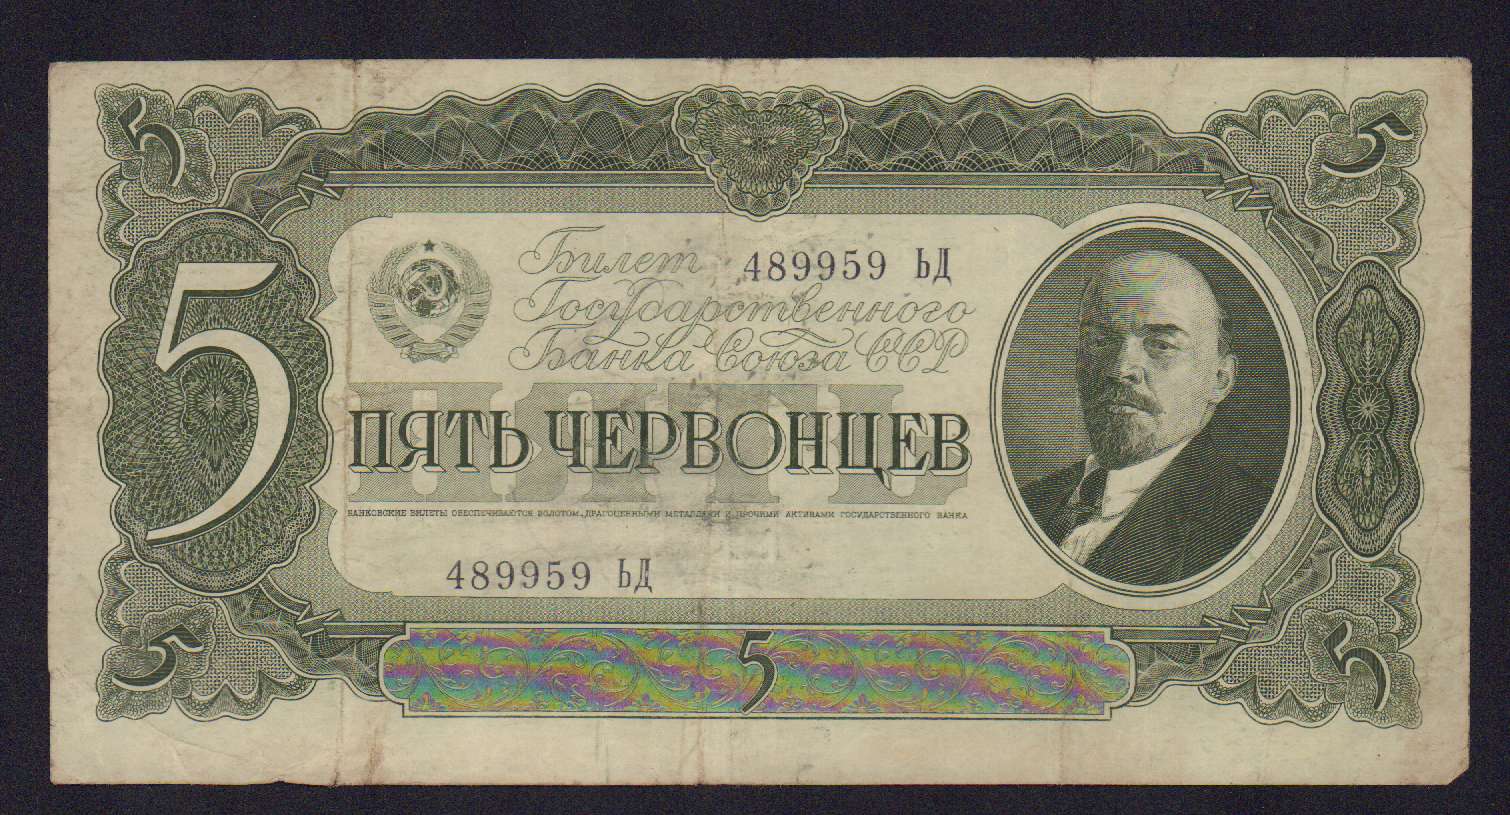 5
5
5
Билет
489959 ЬД
Государственного
Банка Союза ССР
ПЯТЬ
ПЯТЬ ЧЕРВОНЦЕВ
БАНКОВСКИЕ БИЛЕТЫ ОБЕСПЕЧИВАЮТСЯ ЗОЛОТОМ, ДРАГОЦЕННЫМИ МЕТАЛЛАМИ И ПРОЧИМИ АКТИВАМИ ГОСУДАРСТВЕННОГО БАНКА
489959 ЬД
5
5
5